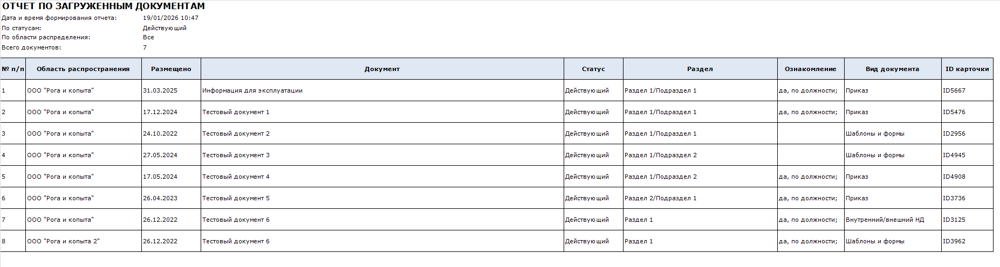 ОТЧЕТ ПО ЗАГРУЖЕННЫМ ДОКУМЕНТАМ
Дата и время формирования отчета: 19/01/2026 10:47
По статусам: Действующий
По области распределения: Все
Всего документов: 7
№ п/п Область распространения Размещено Документ Статус Раздел Ознакомление Вид документа ID карточки
1 ООО "Рога и копыта" 31.03.2025 Информация для эксплуатации Действующий Раздел 1/Подраздел 1 да, по должности; Приказ ID5667
2 ООО "Рога и копыта" 17.12.2024 Тестовый документ 1 Действующий Раздел 1/Подраздел 1 да, по должности; Приказ ID5476
3 ООО "Рога и копыта" 24.10.2022 Тестовый документ 2 Действующий Раздел 1/Подраздел 1 Шаблоны и формы ID2956
4 ООО "Рога и копыта" 27.05.2024 Тестовый документ 3 Действующий Раздел 1/Подраздел 2 Шаблоны и формы ID4945
5 ООО "Рога и копыта" 17.05.2024 Тестовый документ 4 Действующий Раздел 1/Подраздел 2 да, по должности; Приказ ID4908
6 ООО "Рога и копыта" 26.04.2023 Тестовый документ 5 Действующий Раздел 2/Подраздел 1 да, по должности; Приказ ID3736
7 ООО "Рога и копыта" 26.12.2022 Тестовый документ 6 Действующий Раздел 1 да, по должности; Внутренний/внешний НД ID3125
8 ООО "Рога и копыта 2" 26.12.2022 Тестовый документ 6 Действующий Раздел 1 да, по должности; Шаблоны и формы ID3962